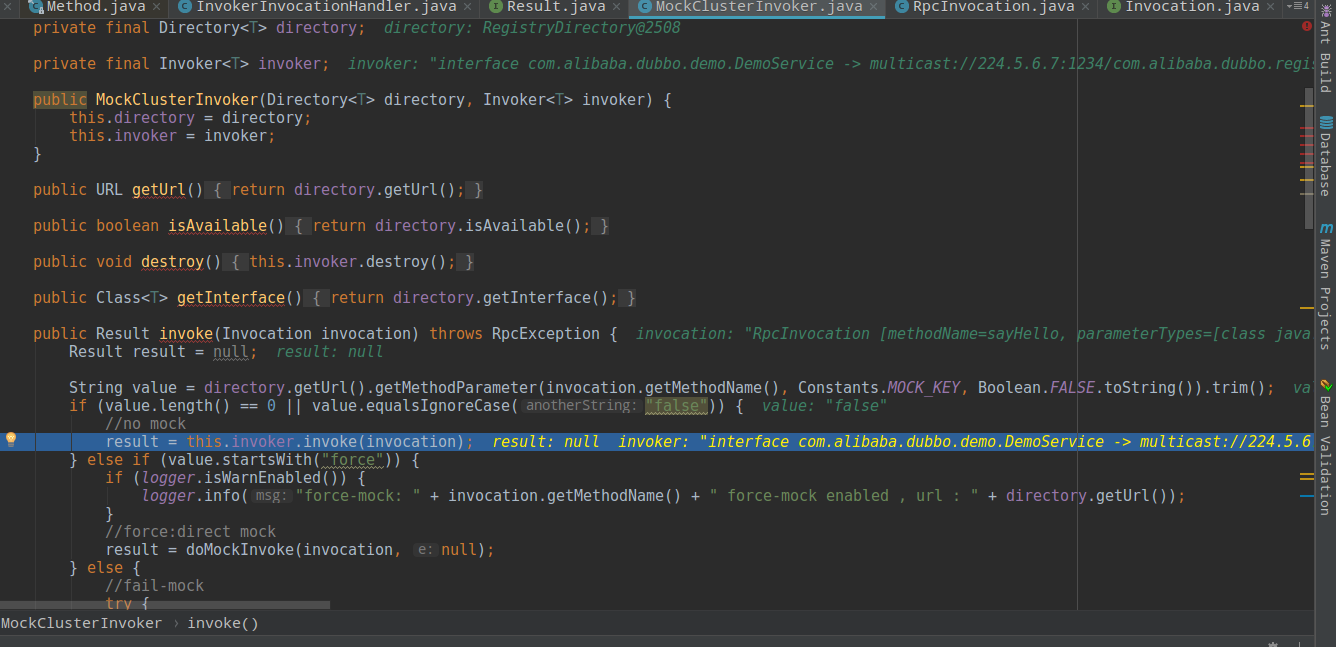 Method.java InvokerInvocationHandler.java Result.java MockClusterInvoker.java RpcInvocation.java Invocation.java 4
private final Directory<T> directory; directory: RegistryDirectory@2508
private final Invoker<T> invoker; invoker: "interface com.alibaba.dubbo.demo.DemoService -> multicast://224.5.6.7:1234/com.alibaba.dubbo.regis
public MockClusterInvoker(Directory<T> directory, Invoker<T> invoker) {
this.directory = directory;
this.invoker = invoker;
}
public URL getUrl() { return directory.getUrl(); }
public boolean isAvailable() { return directory.isAvailable(); }
public void destroy() { this.invoker.destroy(); }
public Class<T> getInterface() { return directory.getInterface(); }
public Result invoke(Invocation invocation) throws RpcException { invocation: "RpcInvocation [methodName=sayHello, parameterTypes=[class java
Result result = null; result: null
String value = directory.getUrl().getMethodParameter(invocation.getMethodName(), Constants.MOCK_KEY, Boolean.FALSE.toString()).trim(); va
if (value.length() == 0 || value.equalsIgnoreCase( anotherString: "false")) { value: "false"
//no mock
result = this.invoker.invoke(invocation); result: null invoker: "interface com.alibaba.dubbo.demo.DemoService -> multicast://224.5.6
} else if (value.startsWith("force")) {
if (logger.isWarnEnabled()) {
logger.info( msg: "force-mock: " + invocation.getMethodName() + " force-mock enabled , url : " + directory.getUrl());
}
//force:direct mock
result = doMockInvoke(invocation, e: null);
} else {
//fail-mock
try {
MockClusterInvoker › invoke()
Ant Build
Database
m Maven Projects
Bean Validation